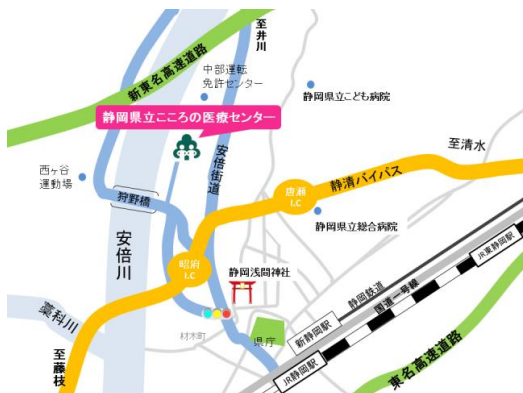 至井川
新東名高速道路
中部運転
免許センター
静岡県立こども病院
静岡県立こころの医療センター
安倍街道
至清水
西ヶ谷
運動場
狩野橋
唐瀬
I.C
静清バイパス
静岡県立総合病院
安倍川
昭府
I.C
静岡浅間神社
JR東静岡駅
静岡鉄道
国道一号線
藁科川
材木町
県庁
新静岡駅
至藤枝
JR静岡駅
東名高速道路